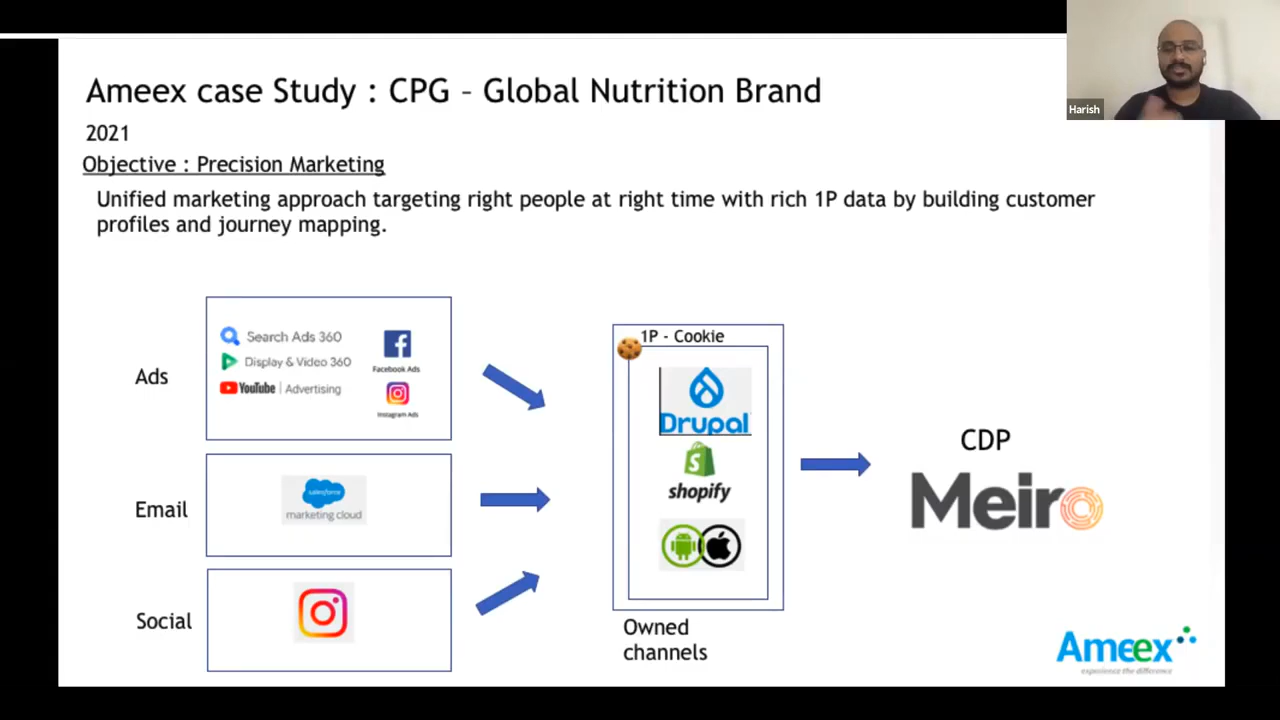 Harish
Ameex case Study : CPG – Global Nutrition Brand
2021
Objective : Precision Marketing
Unified marketing approach targeting right people at right time with rich 1P data by building customer
profiles and journey mapping.
Ads
Search Ads 360
Display & Video 360
YouTube | Advertising
Facebook Ads
Instagram Ads
Email
salesforce
marketing cloud
Social
1P - Cookie
Drupal
shopify
Owned
channels
CDP
Meiro
Ameex
experience the difference